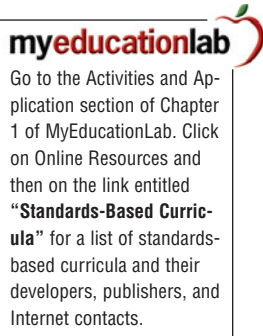 myeducationlab
Go to the Activities and Ap-
plication section of Chapter
1 of MyEducationLab. Click
on Online Resources and
then on the link entitled
“Standards-Based Curric-
ula” for a list of standards-
based curricula and their
developers, publishers, and
Internet contacts.